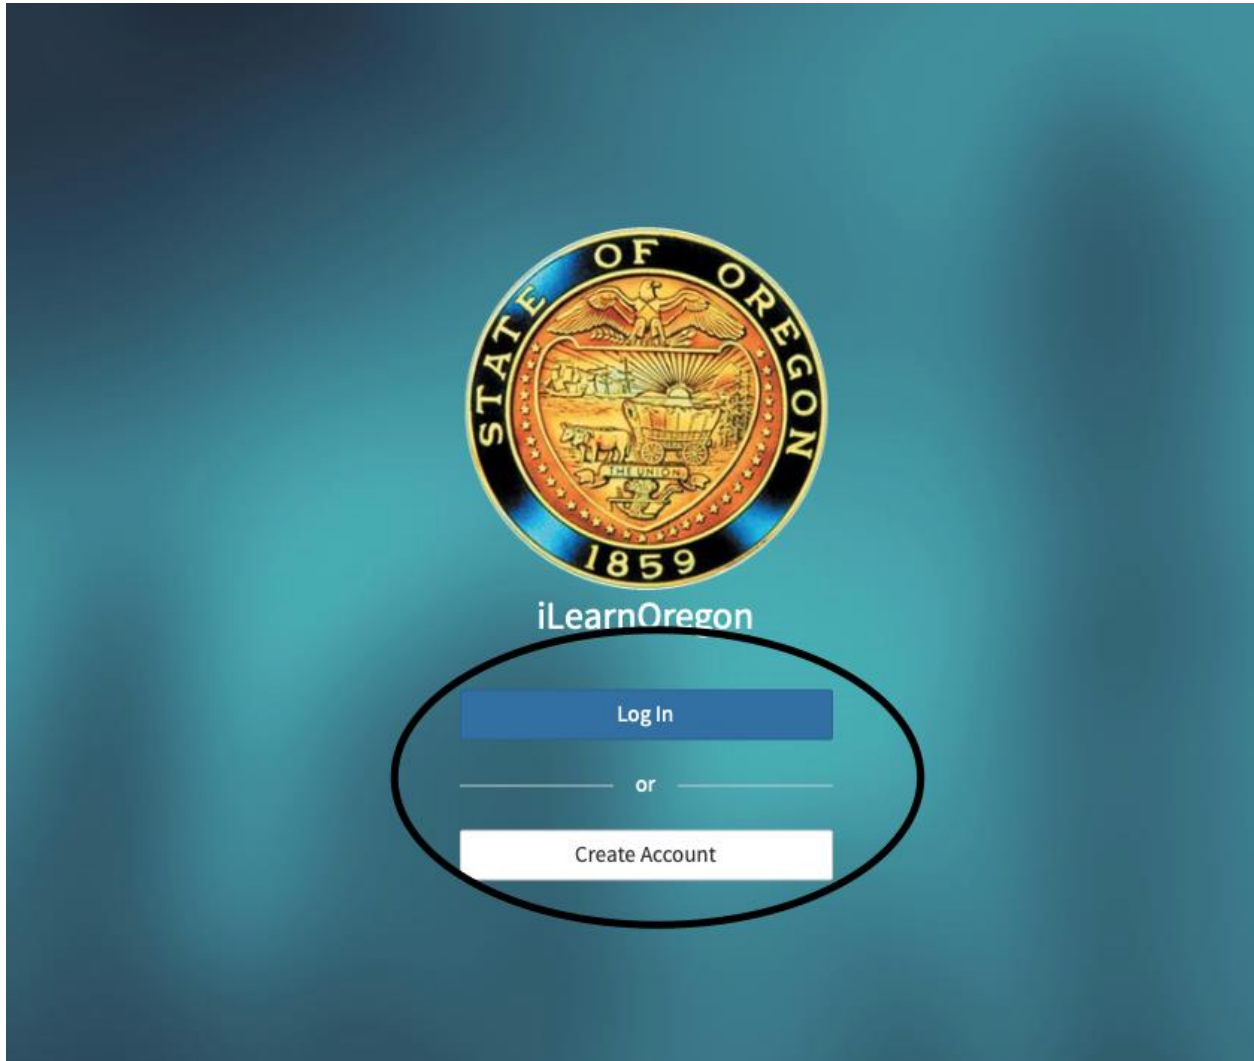 STATE OF OREGON
THE UNION
1859
iLearnOregon
Log In
or
Create Account